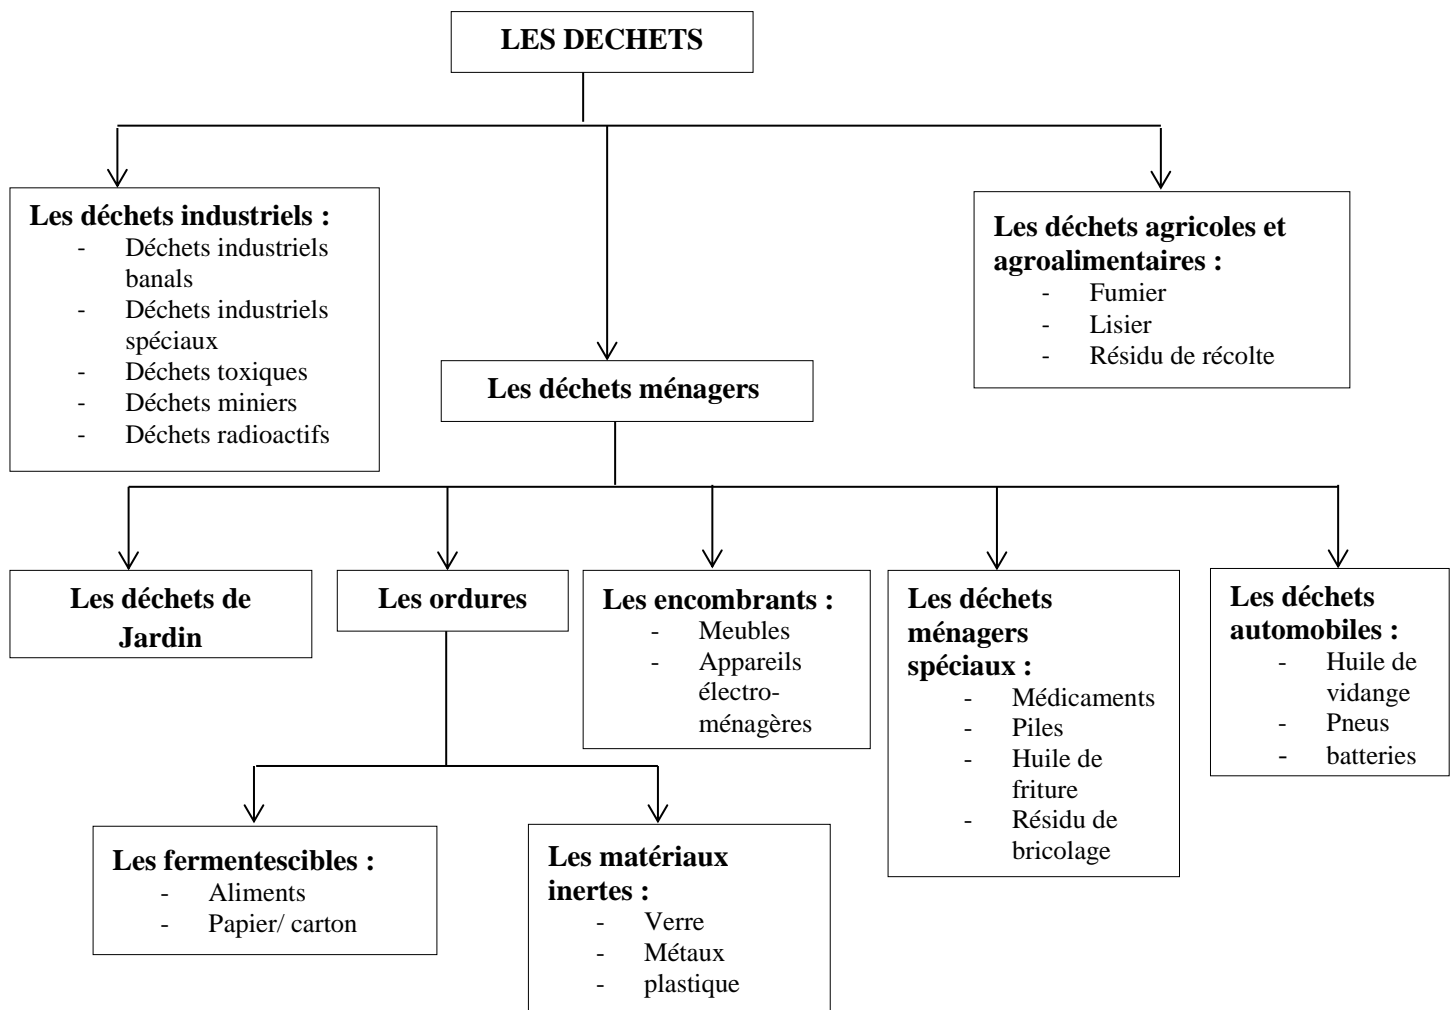 LES DECHETS
Les déchets industriels :
- Déchets industriels
banals
- Déchets industriels
spéciaux
- Déchets toxiques
- Déchets miniers
- Déchets radioactifs
Les déchets ménagers
Les déchets agricoles et
agroalimentaires :
- Fumier
- Lisier
- Résidu de récolte
Les déchets de
Jardin
Les ordures
Les encombrants :
- Meubles
- Appareils
électro-
ménagères
Les déchets
ménagers
spéciaux :
- Médicaments
- Piles
- Huile de
friture
- Résidu de
bricolage
Les déchets
automobiles :
- Huile de
vidange
- Pneus
- batteries
Les fermentescibles :
- Aliments
- Papier/ carton
Les matériaux
inertes :
- Verre
- Métaux
- plastique